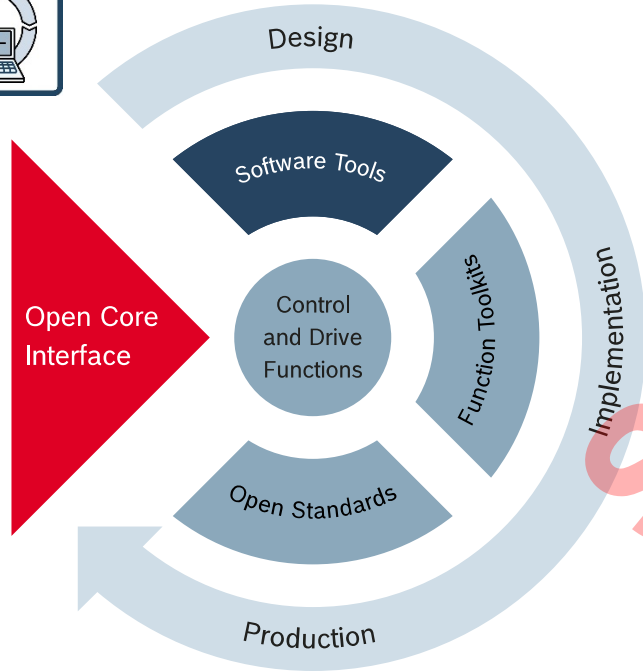 Design
Software Tools
Open Core
Interface
Control
and Drive
Functions
Function Toolkits
Implementation
Open Standards
Production